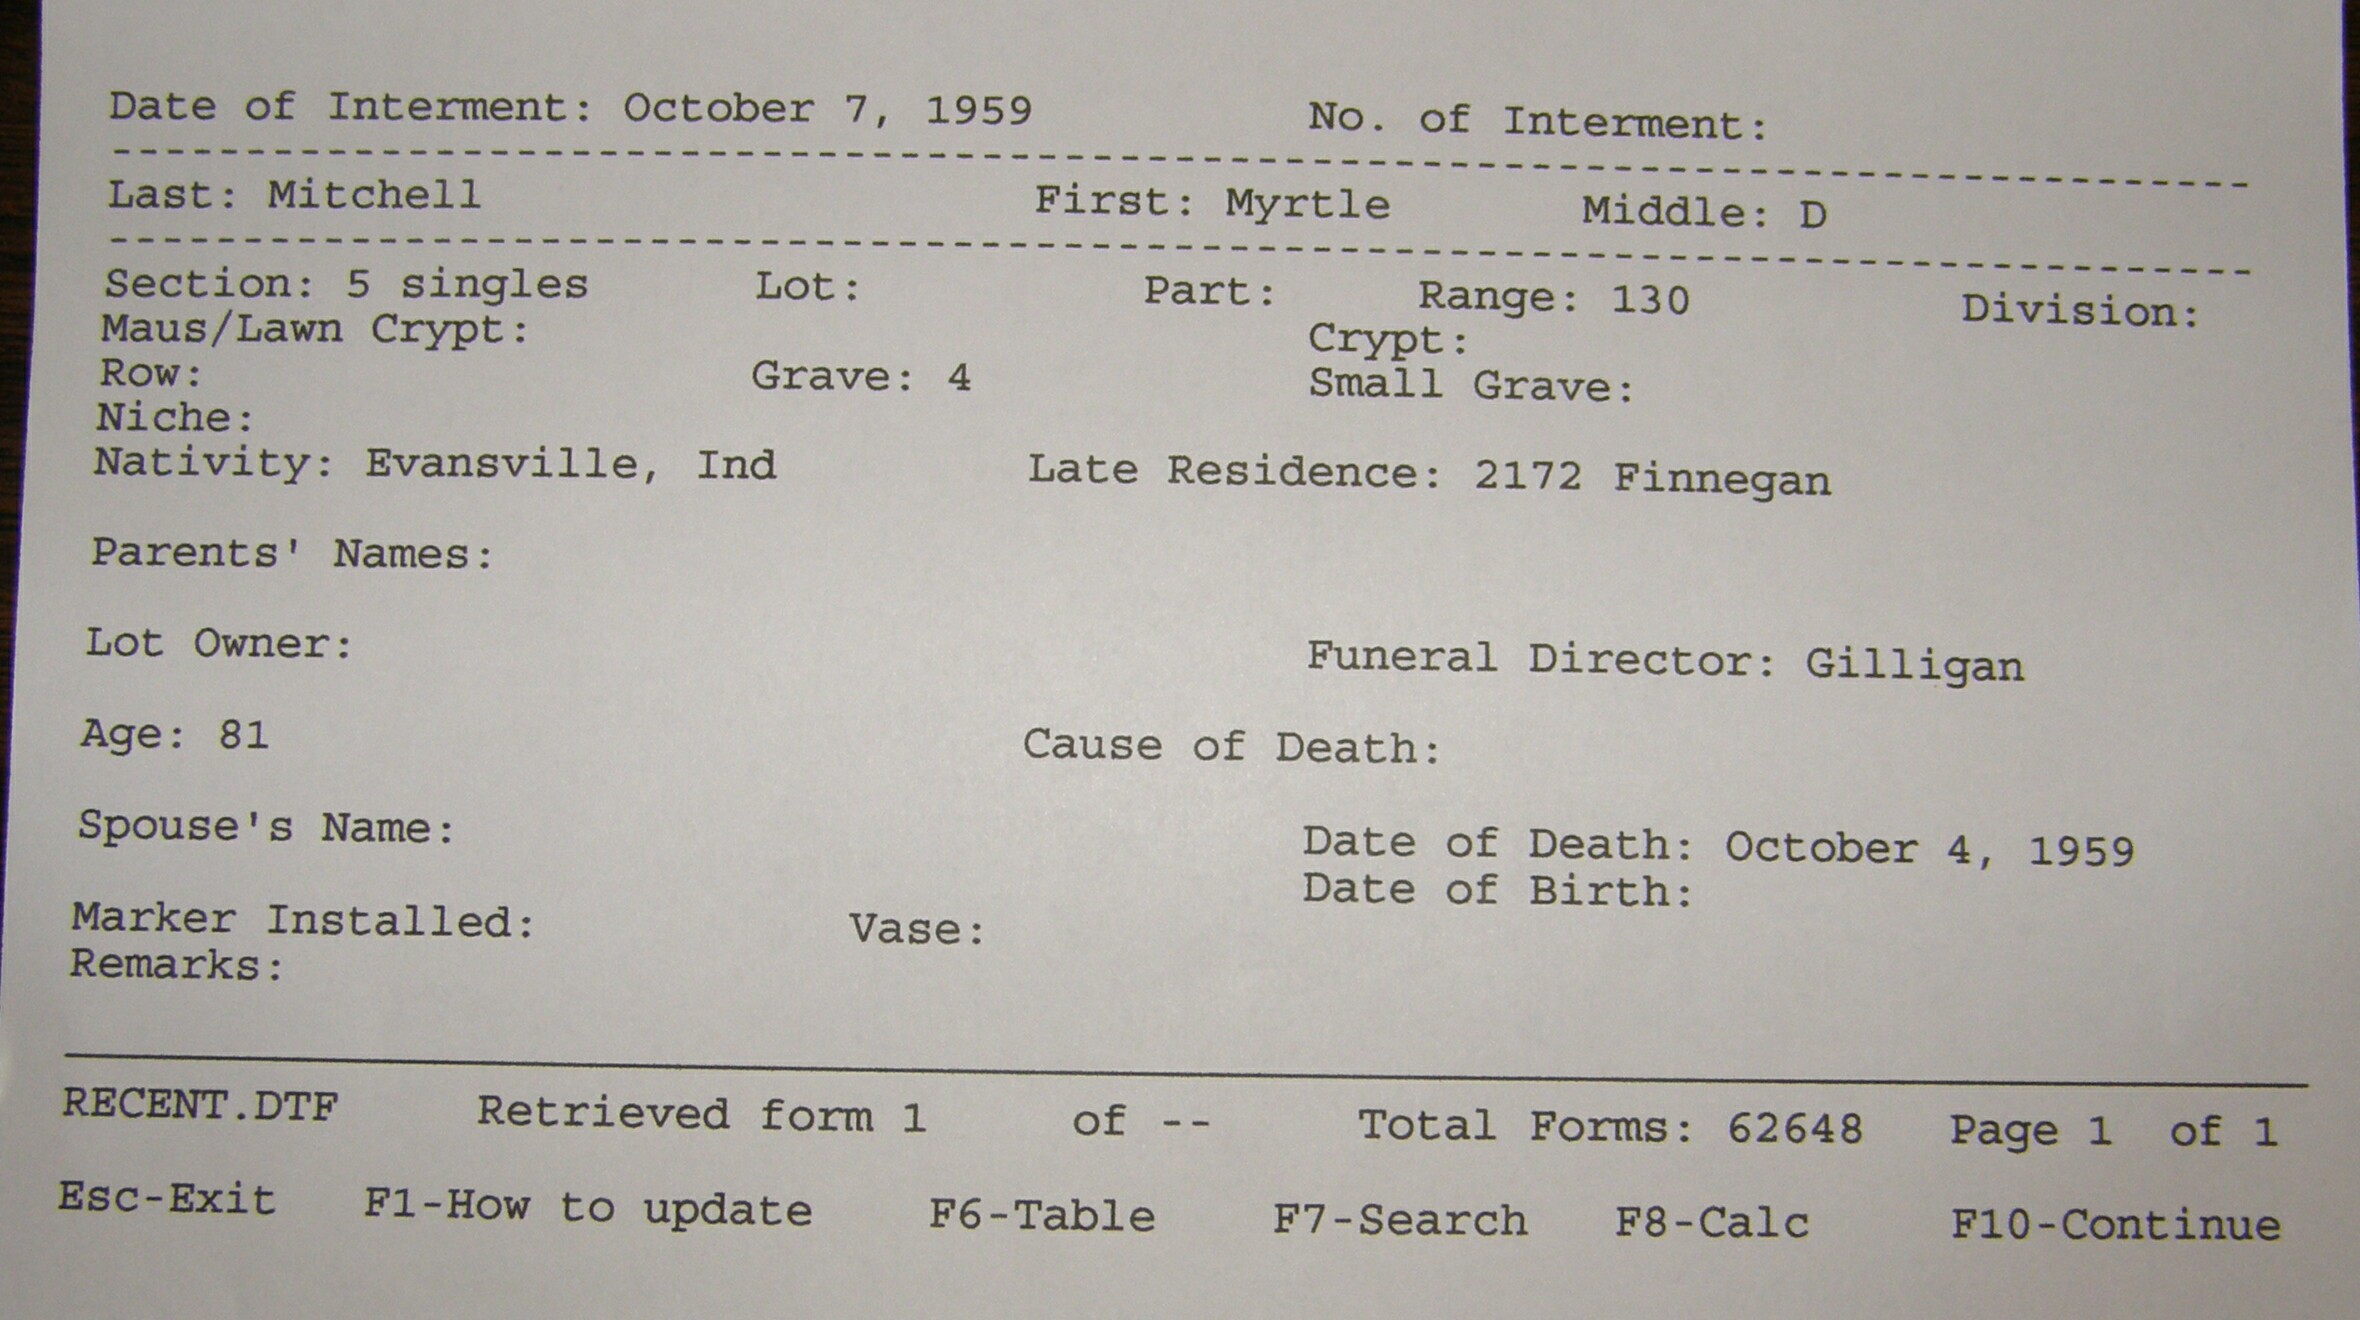 Date of Interment: October 7, 1959 No. of Interment:
--------------------------------------------------------------------------------
Last: Mitchell First: Myrtle Middle: D
--------------------------------------------------------------------------------
Section: 5 singles Lot: Part: Range: 130 Division:
Maus/Lawn Crypt: Crypt:
Row: Grave: 4 Small Grave:
Niche:
Nativity: Evansville, Ind Late Residence: 2172 Finnegan
Parents' Names:
Lot Owner: Funeral Director: Gilligan
Age: 81 Cause of Death:
Spouse's Name: Date of Death: October 4, 1959
Date of Birth:
Marker Installed: Vase:
Remarks:
RECENT.DTF Retrieved form 1 of -- Total Forms: 62648 Page 1 of 1
Esc-Exit F1-How to update F6-Table F7-Search F8-Calc F10-Continue